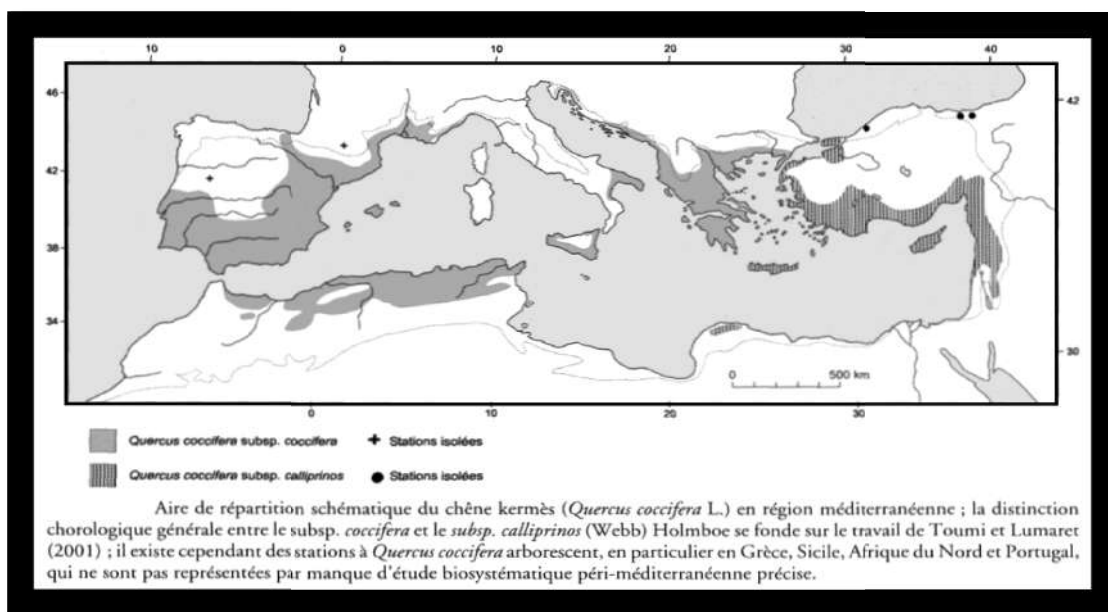 10 0 10 20 30 40
46
42
42
38
34
30
0 500 km
0 10 20 30
Quercus coccifera subsp. coccifera + Stations isolées
Quercus coccifera subsp. calliprinos ● Stations isolées
Aire de répartition schématique du chêne kermès (Quercus coccifera L.) en région méditerranéenne ; la distinction
chorologique générale entre le subsp. coccifera et le subsp. calliprinos (Webb) Holmboe se fonde sur le travail de Toumi et Lumaret
(2001) ; il existe cependant des stations à Quercus coccifera arborescent, en particulier en Grèce, Sicile, Afrique du Nord et Portugal,
qui ne sont pas représentées par manque d'étude biosystématique péri-méditerranéenne précise.